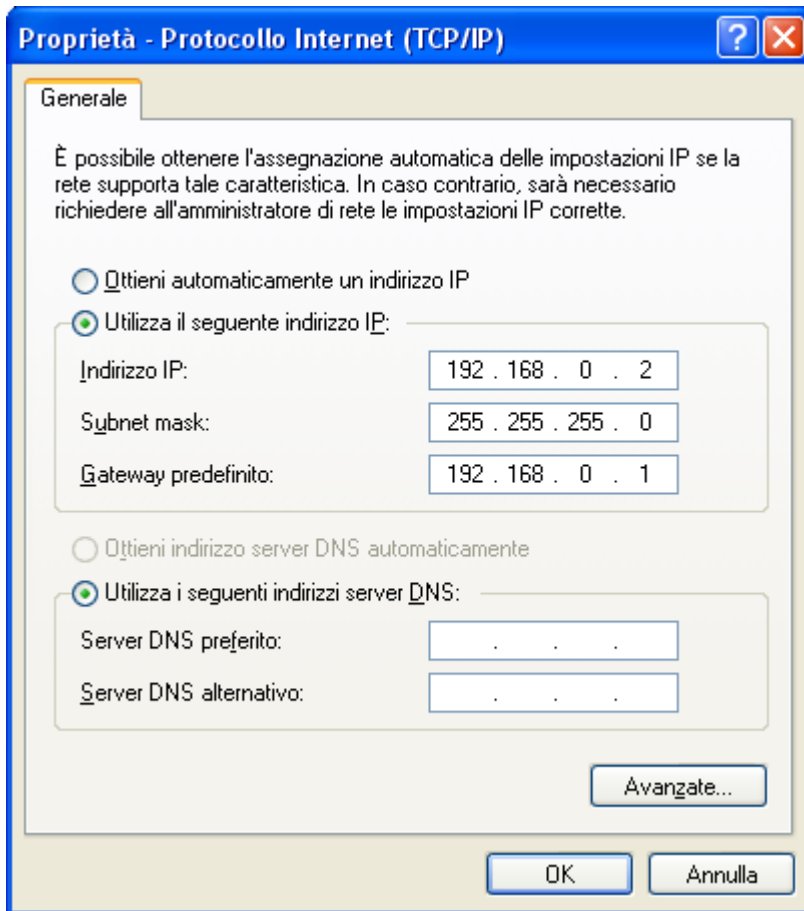 Proprietà - Protocollo Internet (TCP/IP)
Generale
È possibile ottenere l'assegnazione automatica delle impostazioni IP se la
rete supporta tale caratteristica. In caso contrario, sarà necessario
richiedere all'amministratore di rete le impostazioni IP corrette.
Ottieni automaticamente un indirizzo IP
Utilizza il seguente indirizzo IP:
Indirizzo IP: 192 . 168 . 0 . 2
Subnet mask: 255 . 255 . 255 . 0
Gateway predefinito: 192 . 168 . 0 . 1
Ottieni indirizzo server DNS automaticamente
Utilizza i seguenti indirizzi server DNS:
Server DNS preferito: . . .
Server DNS alternativo: . . .
Avanzate...
OK Annulla